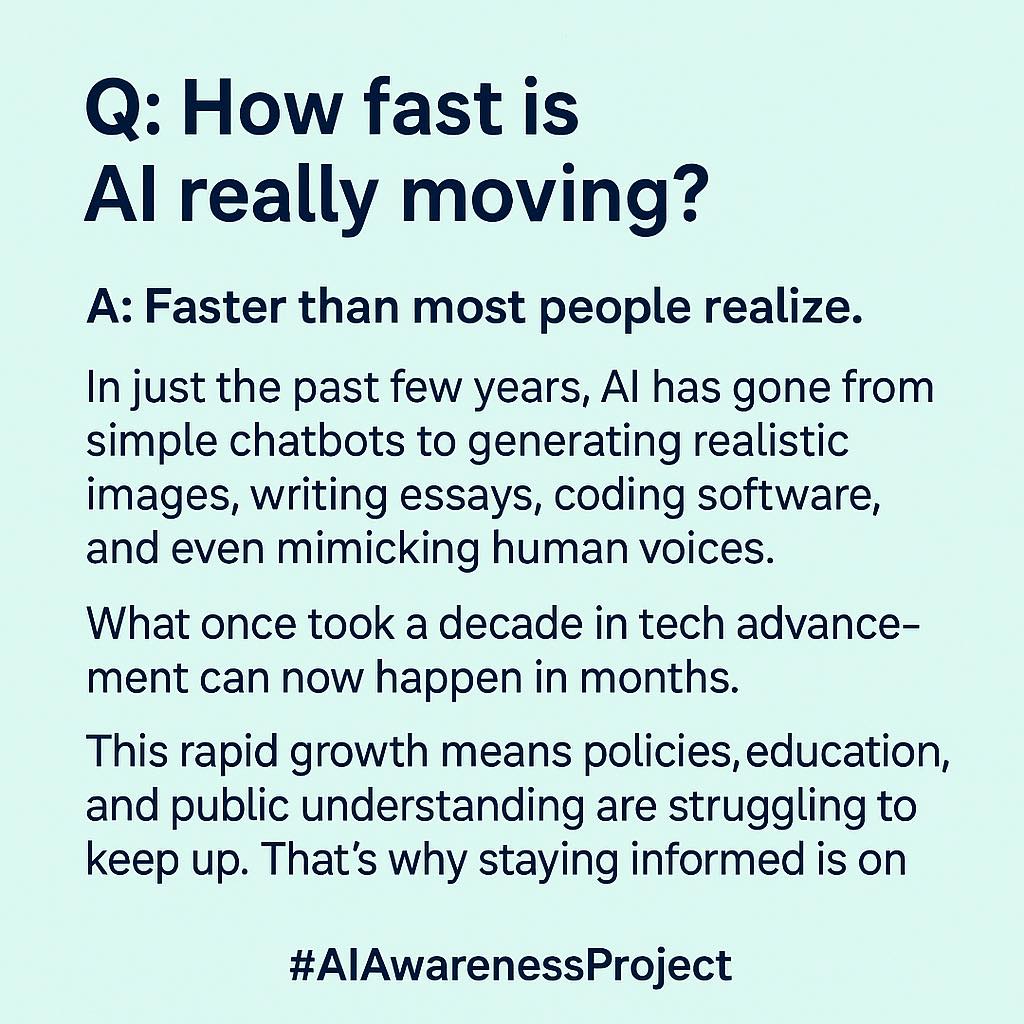 Q: How fast is
AI really moving?
A: Faster than most people realize.
In just the past few years, AI has gone from
simple chatbots to generating realistic
images, writing essays, coding software,
and even mimicking human voices.
What once took a decade in tech advance-
ment can now happen in months.
This rapid growth means policies, education,
and public understanding are struggling to
keep up. That's why staying informed is on
#AIAwarenessProject